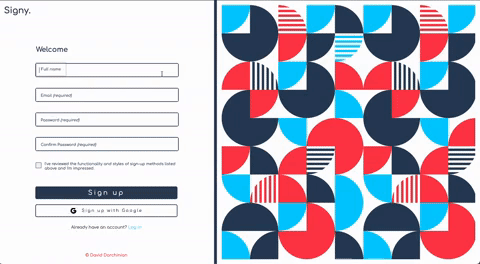 Signy.
Welcome
Full name
Email (required)
Password (required)
Confirm Password (required)
I've reviewed the functionality and styles of sign-up methods listed
above and I'm impressed.
Sign up
Sign up with Google
Already have an account? Log in
© David Darchinian